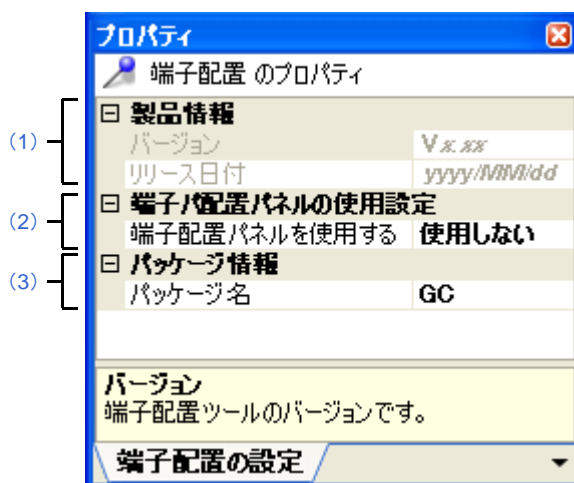 プロパティ
端子配置 のプロパティ
(1)
製品情報
バージョン Vx.xx
リリース日付 yyyy/MM/dd
(2)
端子パ配置パネルの使用設定
端子配置パネルを使用する 使用しない
(3)
パッケージ情報
パッケージ名 GC
バージョン
端子配置ツールのバージョンです。
端子配置の設定